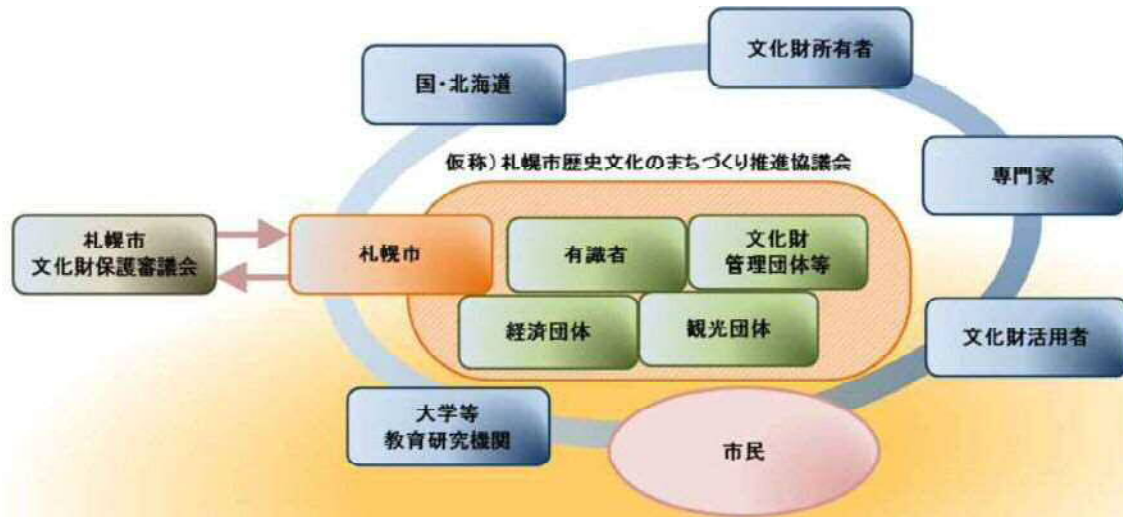 文化財所有者
国・北海道
仮称）札幌市歴史文化のまちづくり推進協議会
専門家
札幌市
文化財保護審議会
札幌市
有識者
文化財
管理団体等
経済団体
観光団体
文化財活用者
大学等
教育研究機関
市民